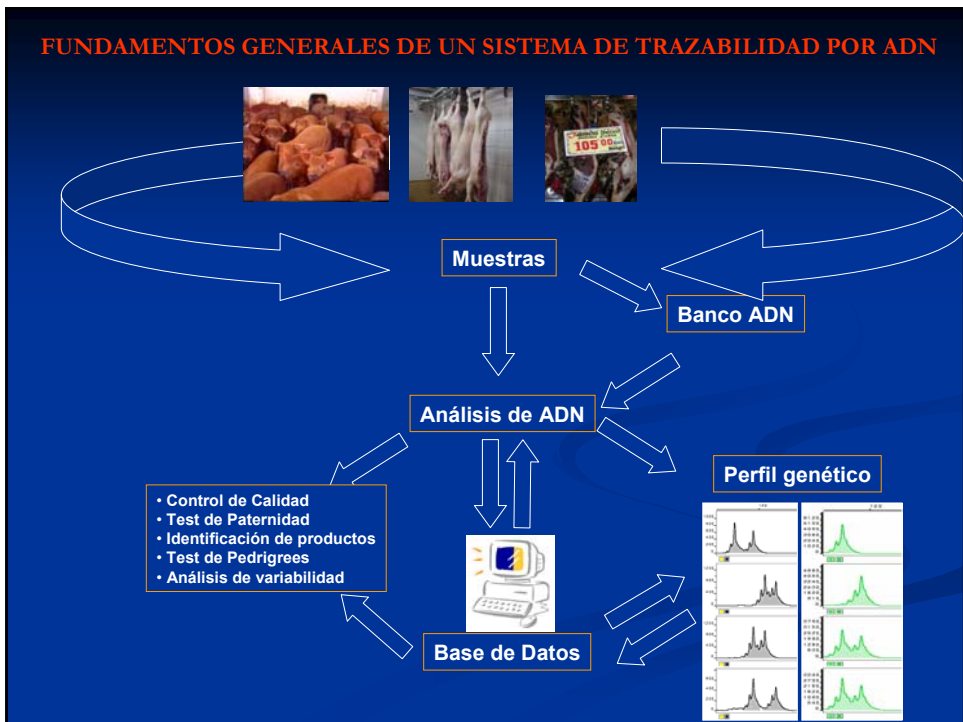 FUNDAMENTOS GENERALES DE UN SISTEMA DE TRAZABILIDAD POR ADN
105 00
Muestras
Banco ADN
Análisis de ADN
Perfil genético
• Control de Calidad
• Test de Paternidad
• Identificación de productos
• Test de Pedrigrees
• Análisis de variabilidad
Base de Datos